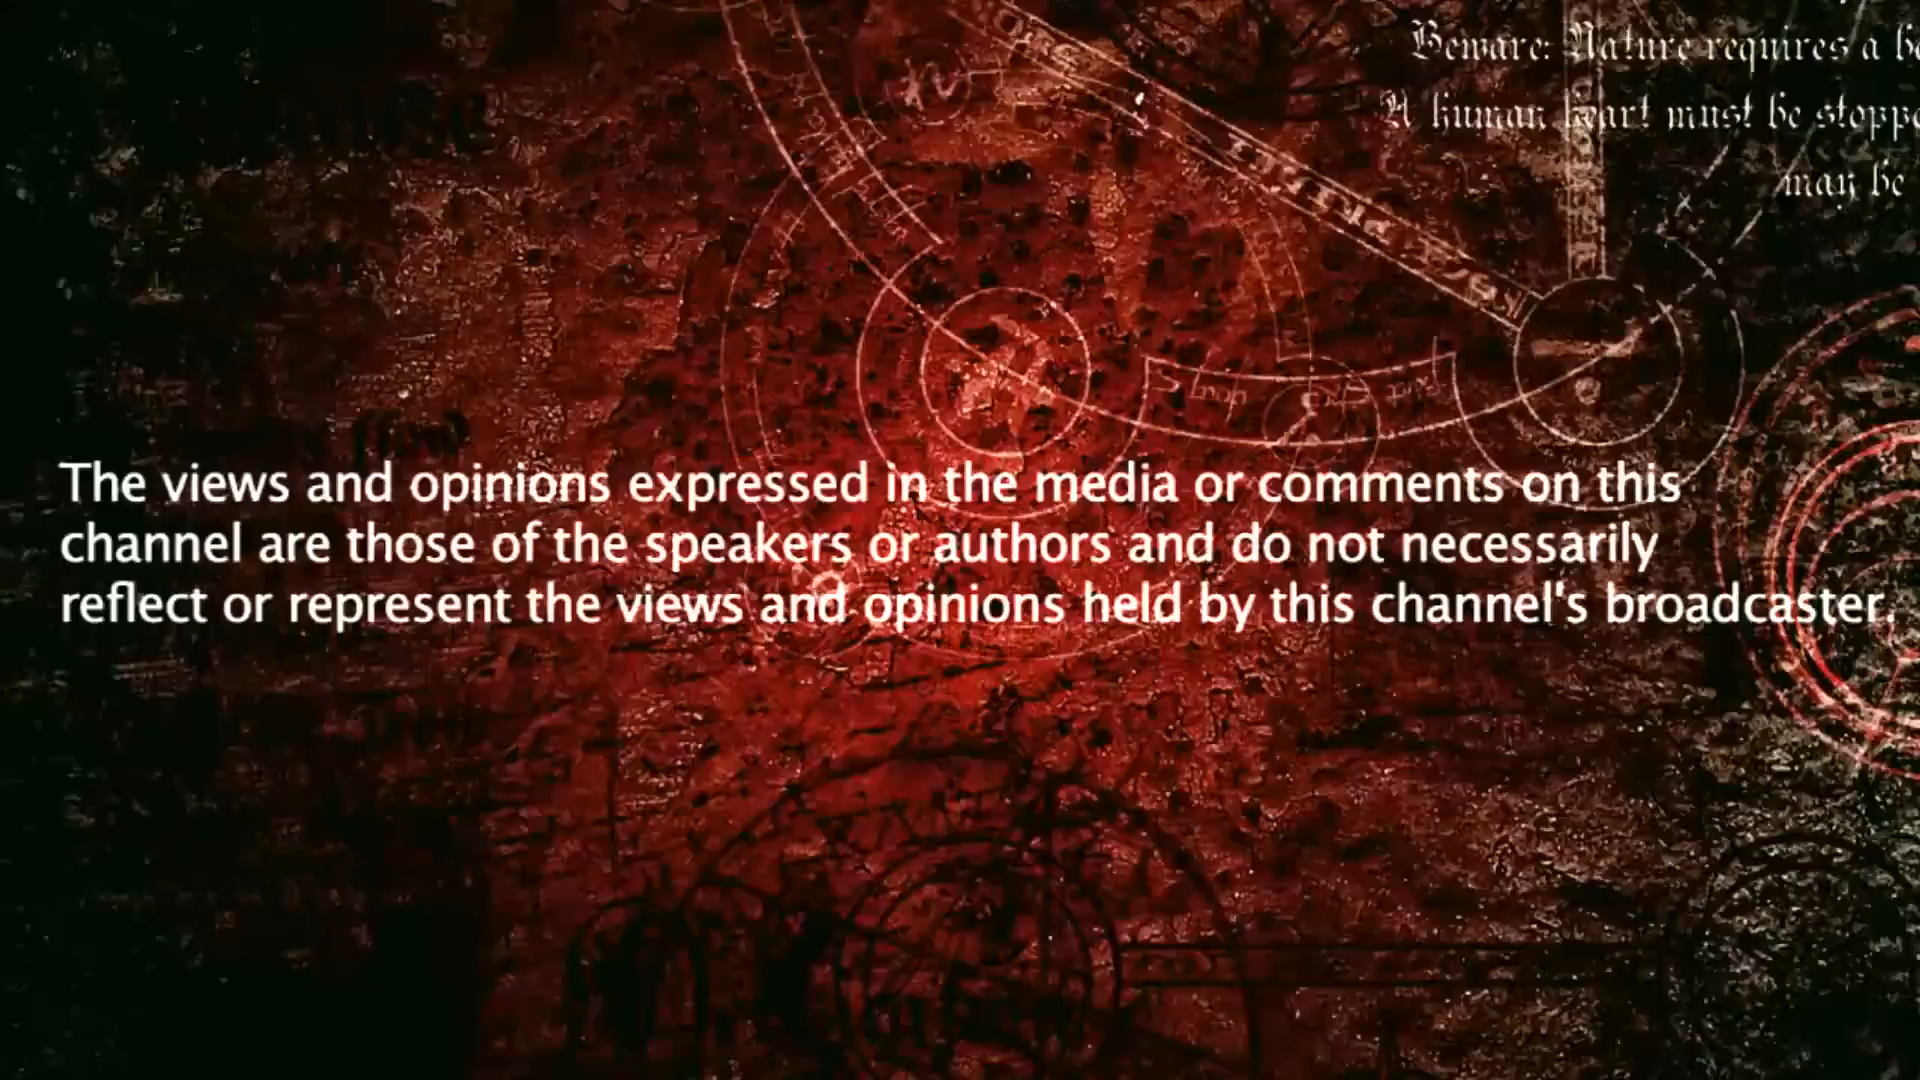 Beware: Nature requires a
A human heart must be
may be
The views and opinions expressed in the media or comments on this
channel are those of the speakers or authors and do not necessarily
reflect or represent the views and opinions held by this channel's broadcaster.